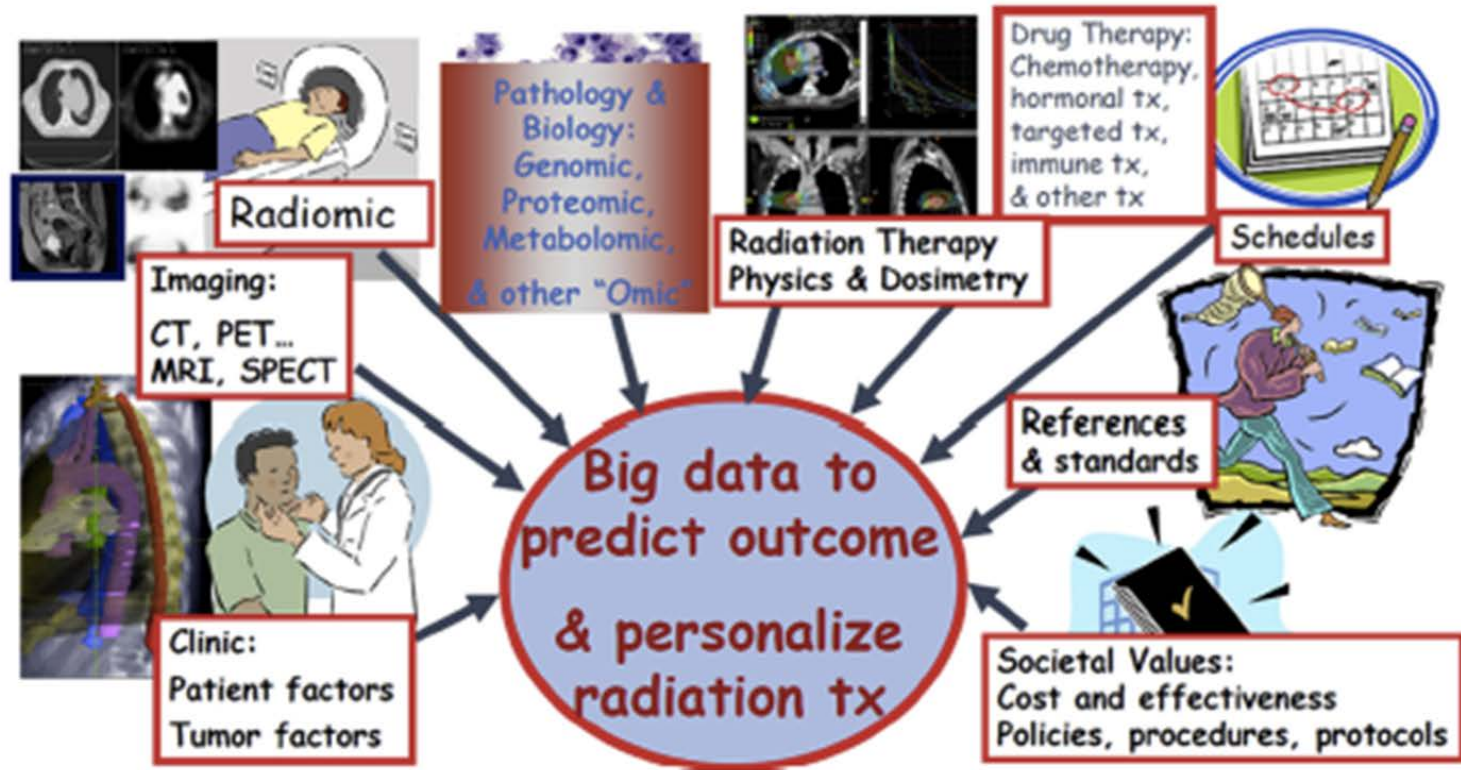 Radiomic
Imaging:
CT, PET...
MRI, SPECT
Clinic:
Patient factors
Tumor factors
Pathology &
Biology:
Genomic,
Proteomic,
Metabolomic,
& other “Omic”
Radiation Therapy
Physics & Dosimetry
Drug Therapy:
Chemotherapy,
hormonal tx,
targeted tx,
immune tx,
& other tx
Schedules
References
& standards
Societal Values:
Cost and effectiveness
Policies, procedures, protocols
Big data to
predict outcome
& personalize
radiation tx